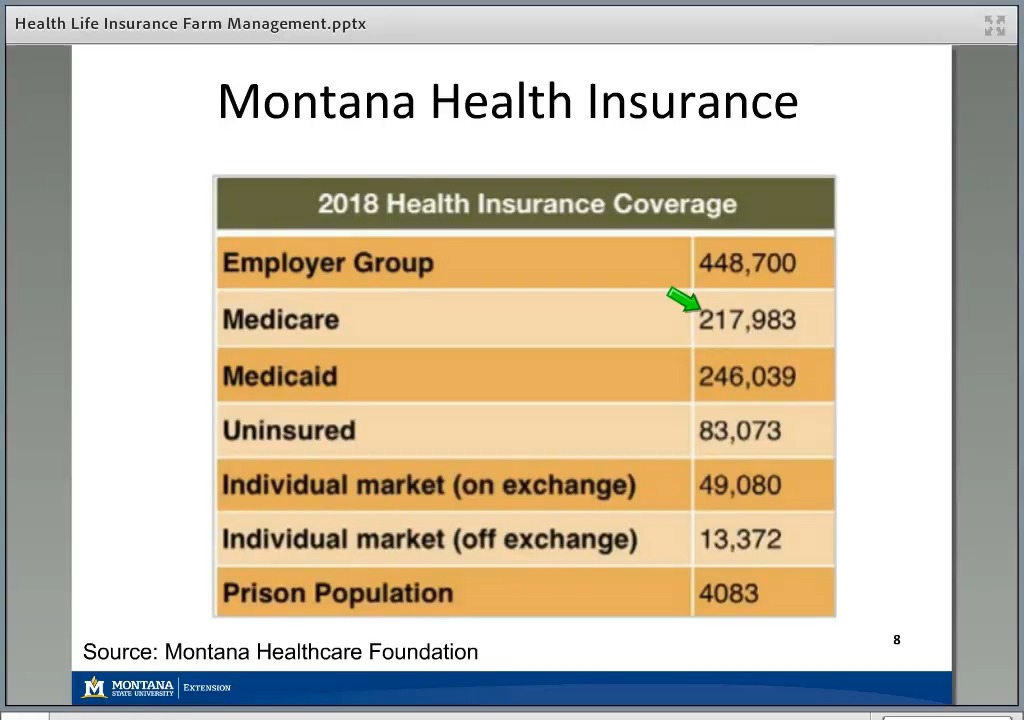 Health Life Insurance Farm Management.pptx
Montana Health Insurance
2018 Health Insurance Coverage
Employer Group 448,700
Medicare 217,983
Medicaid 246,039
Uninsured 83,073
Individual market (on exchange) 49,080
Individual market (off exchange) 13,372
Prison Population 4083
8
Source: Montana Healthcare Foundation
M MONTANA STATE UNIVERSITY EXTENSION